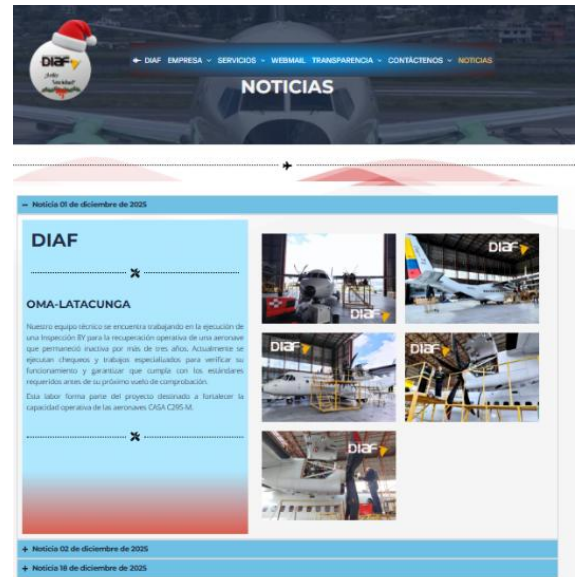 DIAF
DIAF EMPRESA SERVICIOS WEBMAIL TRANSPARENCIA CONTÁCTENOS NOTICIAS
NOTICIAS
Noticia 01 de diciembre de 2025
DIAF
OMA-LATACUNGA
Nuestro equipo técnico se encuentra trabajando en la ejecución de
una Inspección 8Y para la recuperación operativa de una aeronave
que permaneció inactiva por más de tres años. Actualmente se
ejecutan chequeos y trabajos especializados para verificar su
funcionamiento y garantizar que cumpla con los estándares
requeridos antes de su próximo vuelo de comprobación.
Esta labor forma parte del proyecto destinado a fortalecer la
capacidad operativa de las aeronaves CASA C295-M.
DIAF
DIAF
DIAF
DIAF
DIAF
Noticia 02 de diciembre de 2025
Noticia 18 de diciembre de 2025